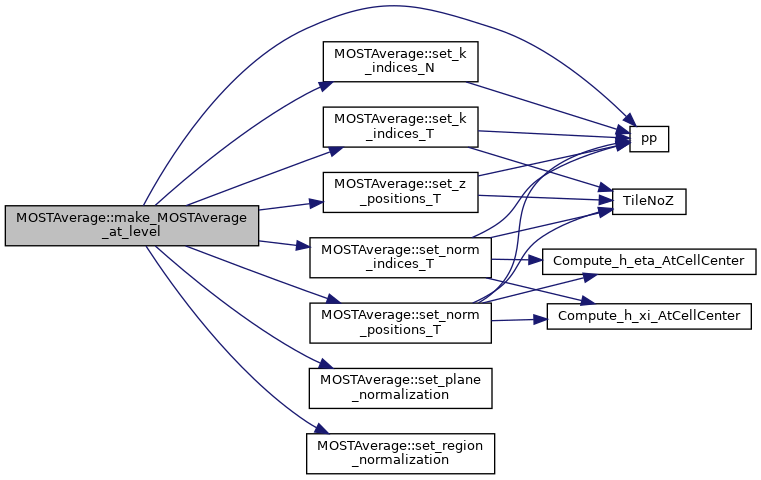 MOSTAverage::make_MOSTAverage
_at_level
MOSTAverage::set_k
_indices_N
MOSTAverage::set_k
_indices_T
MOSTAverage::set_z
_positions_T
MOSTAverage::set_norm
_indices_T
MOSTAverage::set_norm
_positions_T
MOSTAverage::set_plane
_normalization
MOSTAverage::set_region
_normalization
pp
TileNoZ
Compute_h_eta_AtCellCenter
Compute_h_xi_AtCellCenter